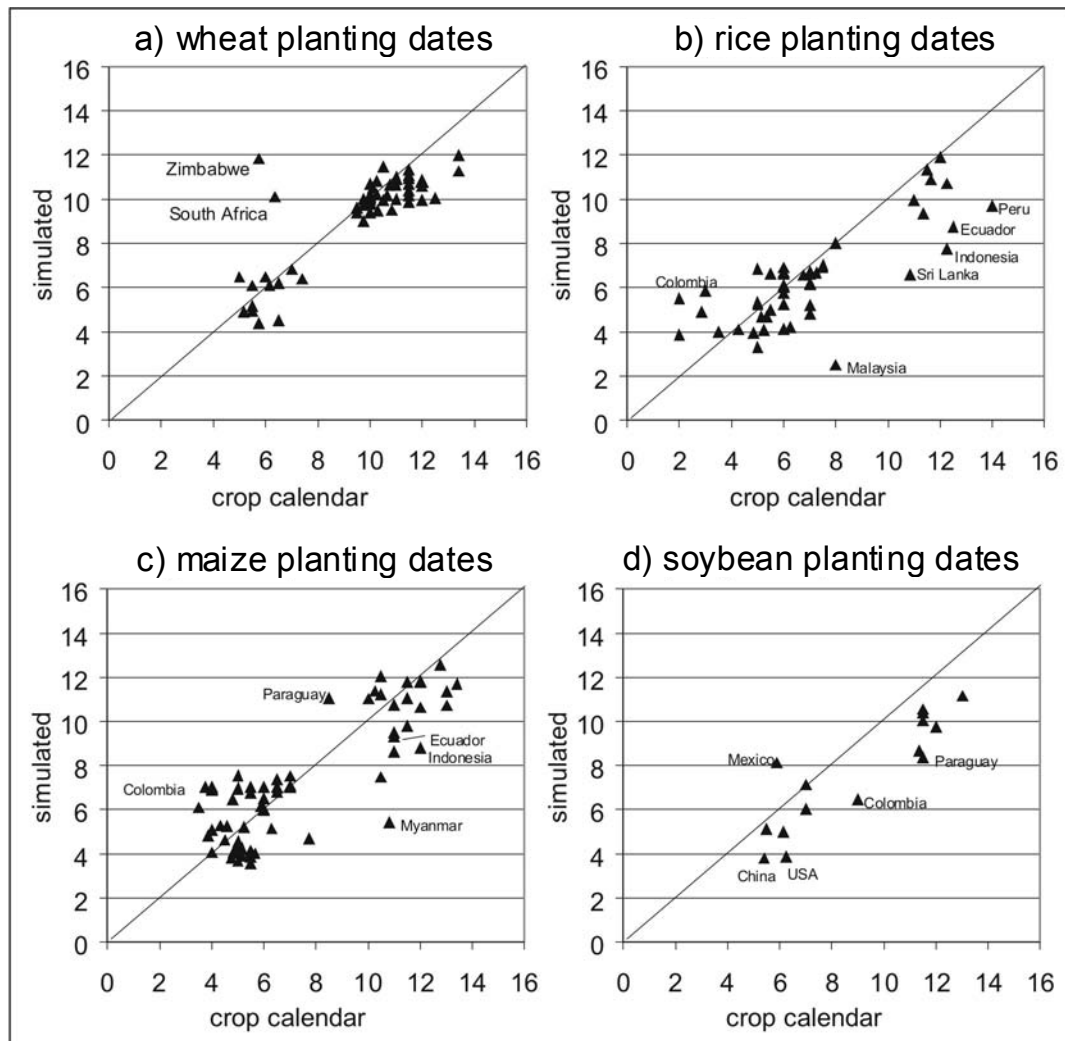 a) wheat planting dates
16
14
12
10
8
6
4
2
0
simulated
Zimbabwe
South Africa
0 2 4 6 8 10 12 14 16
crop calendar
b) rice planting dates
16
14
12
10
8
6
4
2
0
simulated
Peru
Ecuador
Indonesia
Sri Lanka
Colombia
Malaysia
0 2 4 6 8 10 12 14 16
crop calendar
c) maize planting dates
16
14
12
10
8
6
4
2
0
simulated
Paraguay
Ecuador
Indonesia
Colombia
Myanmar
0 2 4 6 8 10 12 14 16
crop calendar
d) soybean planting dates
16
14
12
10
8
6
4
2
0
simulated
Mexico
Paraguay
Colombia
China
USA
0 2 4 6 8 10 12 14 16
crop calendar